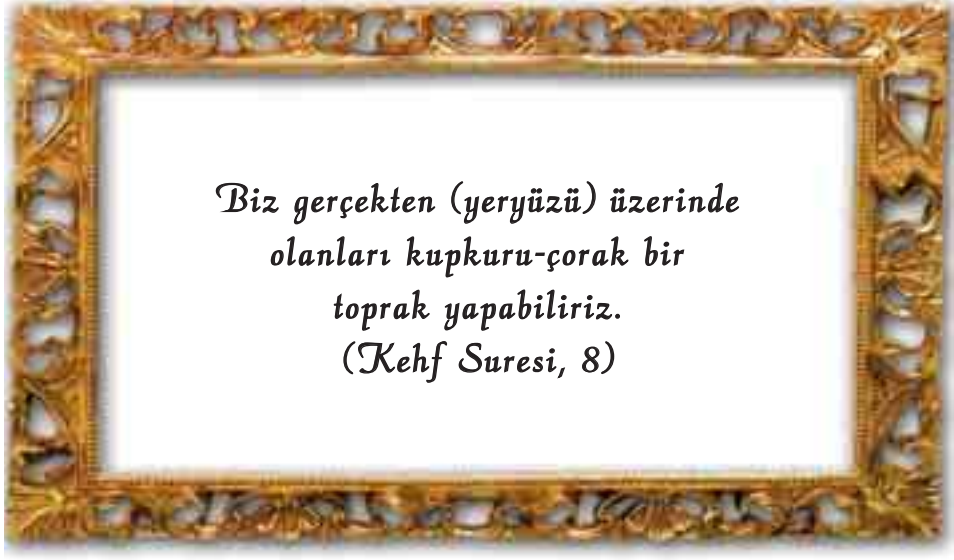 Biz gerçekten (yeryüzü) üzerinde
olanları kupkuru-çorak bir
toprak yapabiliriz.
(Kehf Suresi, 8)